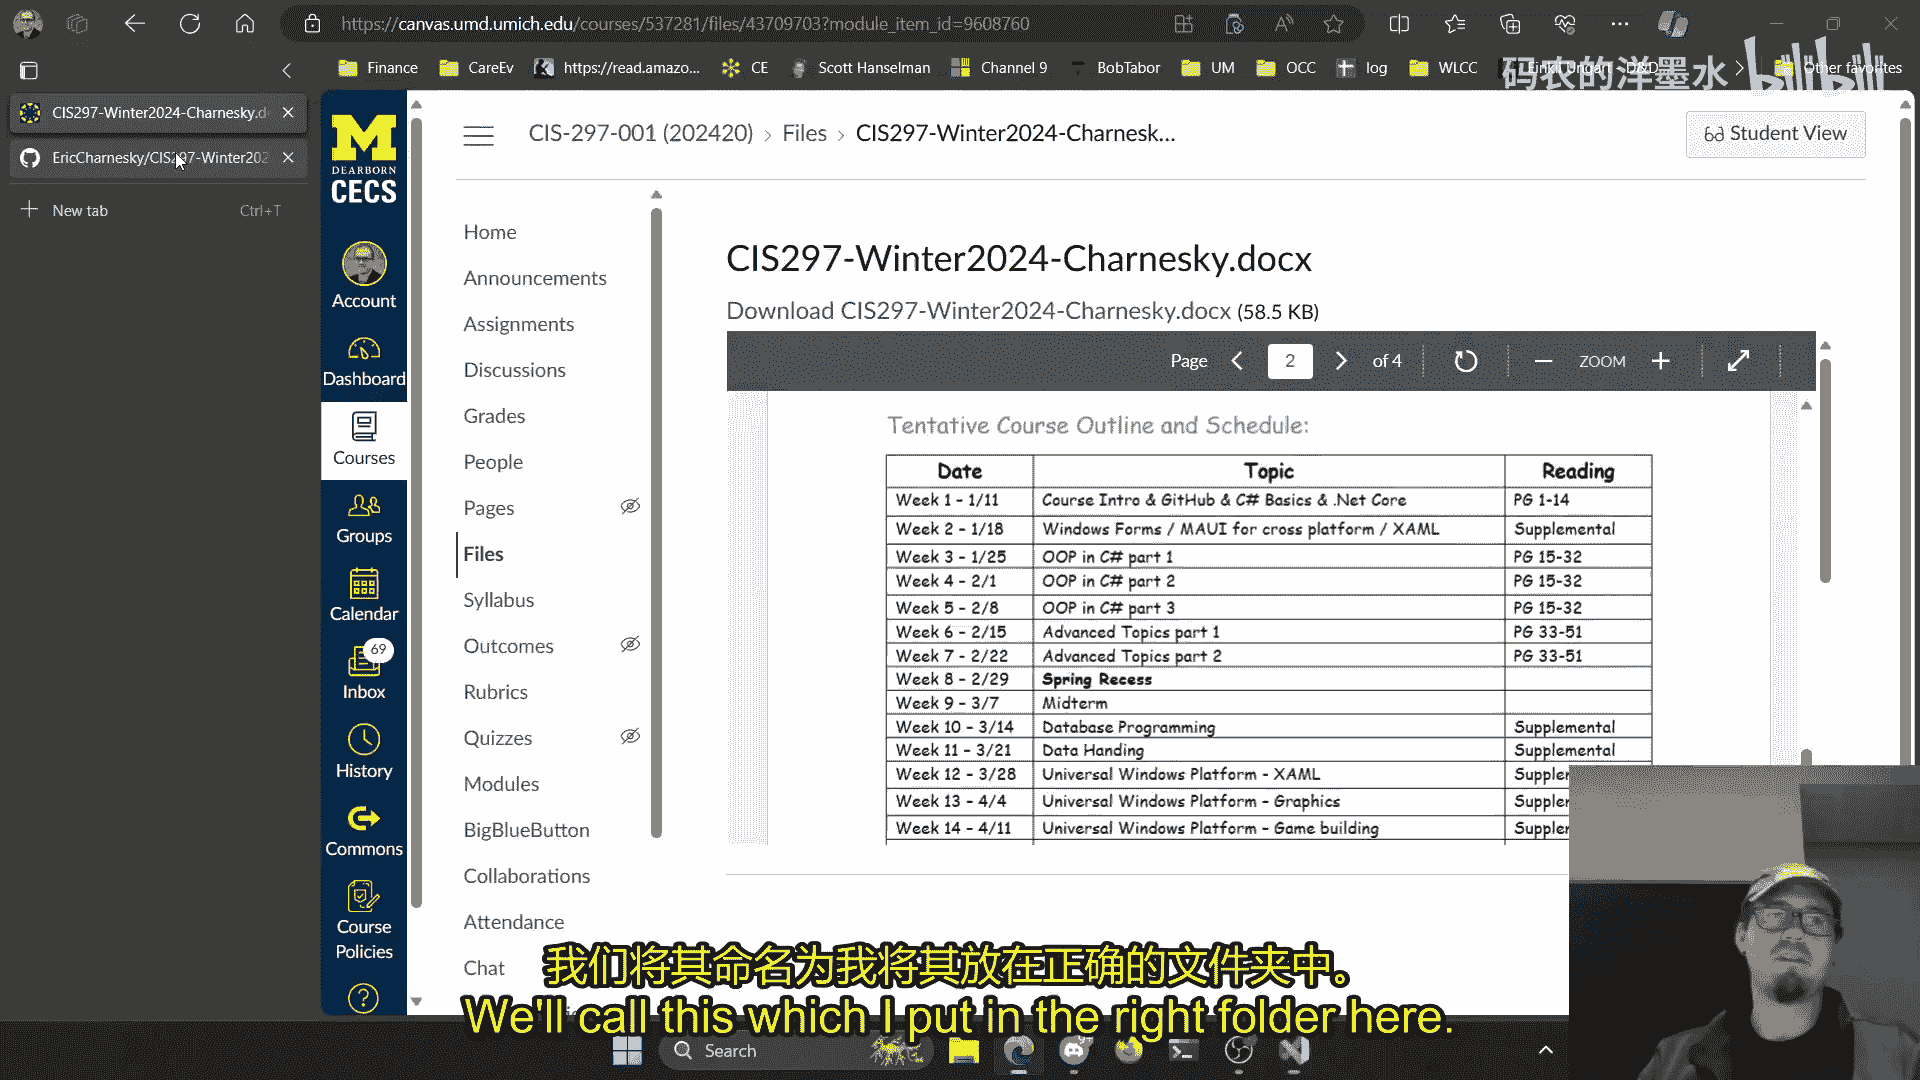 https://canvas.umd.umich.edu/courses/537281/files/43709703?module_item_id=9608760
Finance
CareEv
https://read.amazo...
CE
Scott Hanselman
Channel 9
BobTabor
UM
OCC
log
WLCC
Other favorites
码农的洋墨水
bilibili
CIS297-Winter2024-Charnesky.d
EricCharnesky/CIS297-Winter202
New tab
Ctrl+T
M
DEARBORN
CECS
Account
Dashboard
Courses
Groups
Calendar
69
Inbox
History
Commons
Course
Policies
CIS-297-001 (202420) › Files › CIS297-Winter2024-Charnesk...
Student View
Home
Announcements
Assignments
Discussions
Grades
People
Pages
Files
Syllabus
Outcomes
Rubrics
Quizzes
Modules
BigBlueButton
Collaborations
Attendance
Chat
CIS297-Winter2024-Charnesky.docx
Download CIS297-Winter2024-Charnesky.docx (58.5 KB)
Page 2 of 4 ZOOM
Tentative Course Outline and Schedule:
Date Topic Reading
Week 1 - 1/11 Course Intro & GitHub & C# Basics & .Net Core PG 1-14
Week 2 - 1/18 Windows Forms / MAUI for cross platform / XAML Supplemental
Week 3 - 1/25 OOP in C# part 1 PG 15-32
Week 4 - 2/1 OOP in C# part 2 PG 15-32
Week 5 - 2/8 OOP in C# part 3 PG 15-32
Week 6 - 2/15 Advanced Topics part 1 PG 33-51
Week 7 - 2/22 Advanced Topics part 2 PG 33-51
Week 8 - 2/29 Spring Recess
Week 9 - 3/7 Midterm
Week 10 - 3/14 Database Programming Supplemental
Week 11 - 3/21 Data Handing Supplemental
Week 12 - 3/28 Universal Windows Platform - XAML Supplem
Week 13 - 4/4 Universal Windows Platform - Graphics Supple
Week 14 - 4/11 Universal Windows Platform - Game building Supple
我们将其命名为我将其放在正确的文件夹中。
We'll call this which I put in the right folder here.
Search